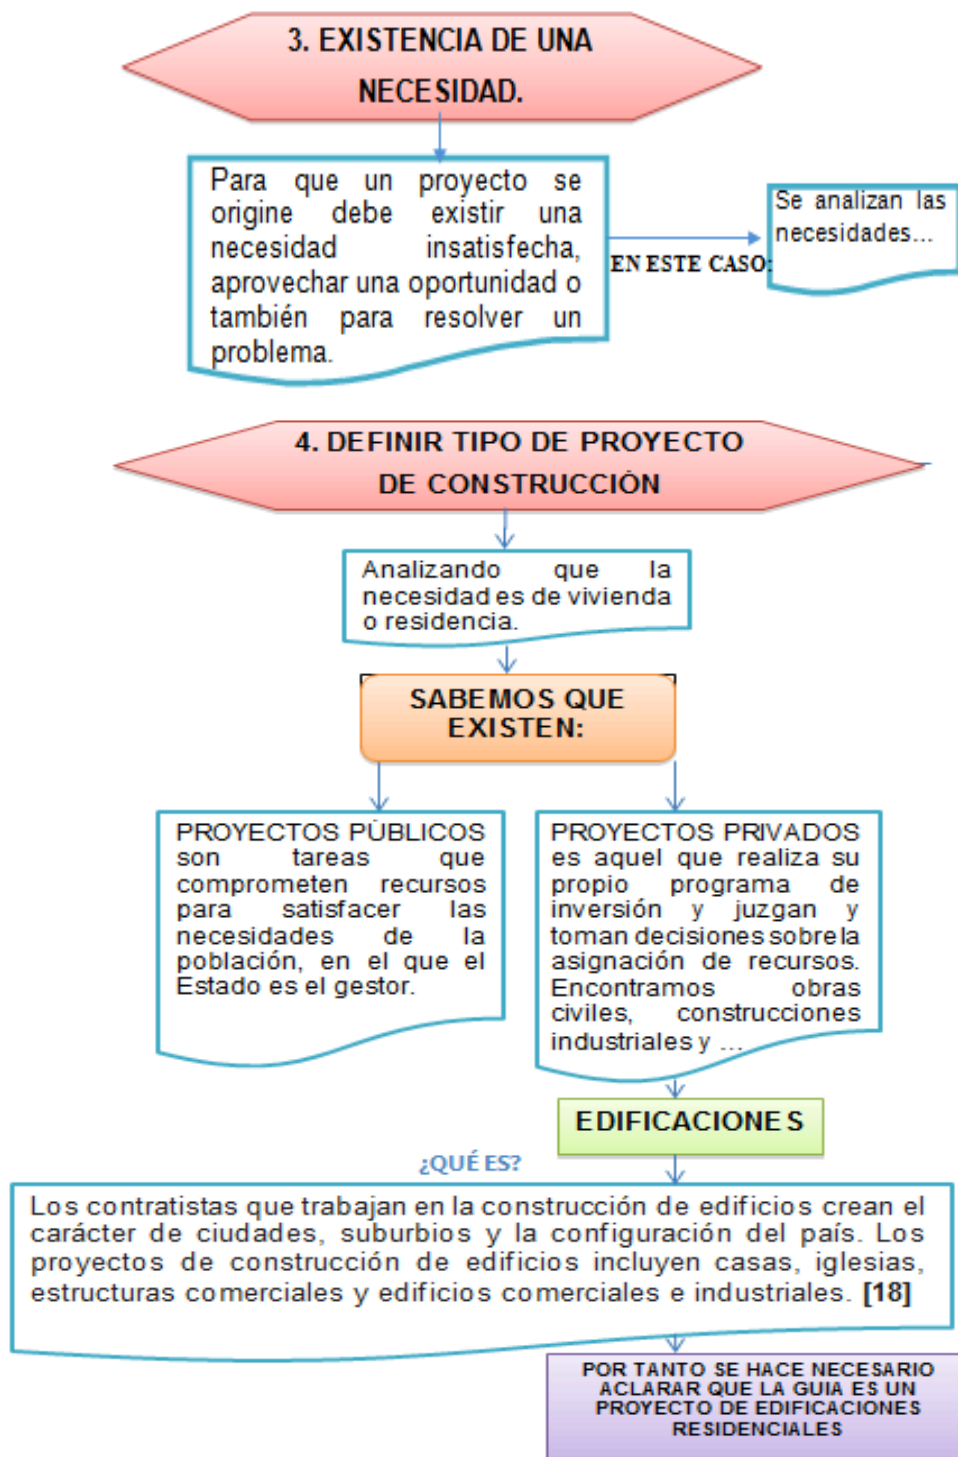 3. EXISTENCIA DE UNA
NECESIDAD.
Para que un proyecto se
origine debe existir una
necesidad insatisfecha,
aprovechar una oportunidad o
también para resolver un
problema.
EN ESTE CASO:
Se analizan las
necesidades...
4. DEFINIR TIPO DE PROYECTO
DE CONSTRUCCIÓN
Analizando que la
necesidad es de vivienda
o residencia.
SABEMOS QUE
EXISTEN:
PROYECTOS PÚBLICOS
son tareas que
comprometen recursos
para satisfacer las
necesidades de la
población, en el que el
Estado es el gestor.
PROYECTOS PRIVADOS
es aquel que realiza su
propio programa de
inversión y juzgan y
toman decisiones sobre la
asignación de recursos.
Encontramos obras
civiles, construcciones
industriales y ...
EDIFICACIONES
¿QUÉ ES?
Los contratistas que trabajan en la construcción de edificios crean el
carácter de ciudades, suburbios y la configuración del país. Los
proyectos de construcción de edificios incluyen casas, iglesias,
estructuras comerciales y edificios comerciales e industriales. [18]
POR TANTO SE HACE NECESARIO
ACLARAR QUE LA GUIA ES UN
PROYECTO DE EDIFICACIONES
RESIDENCIALES